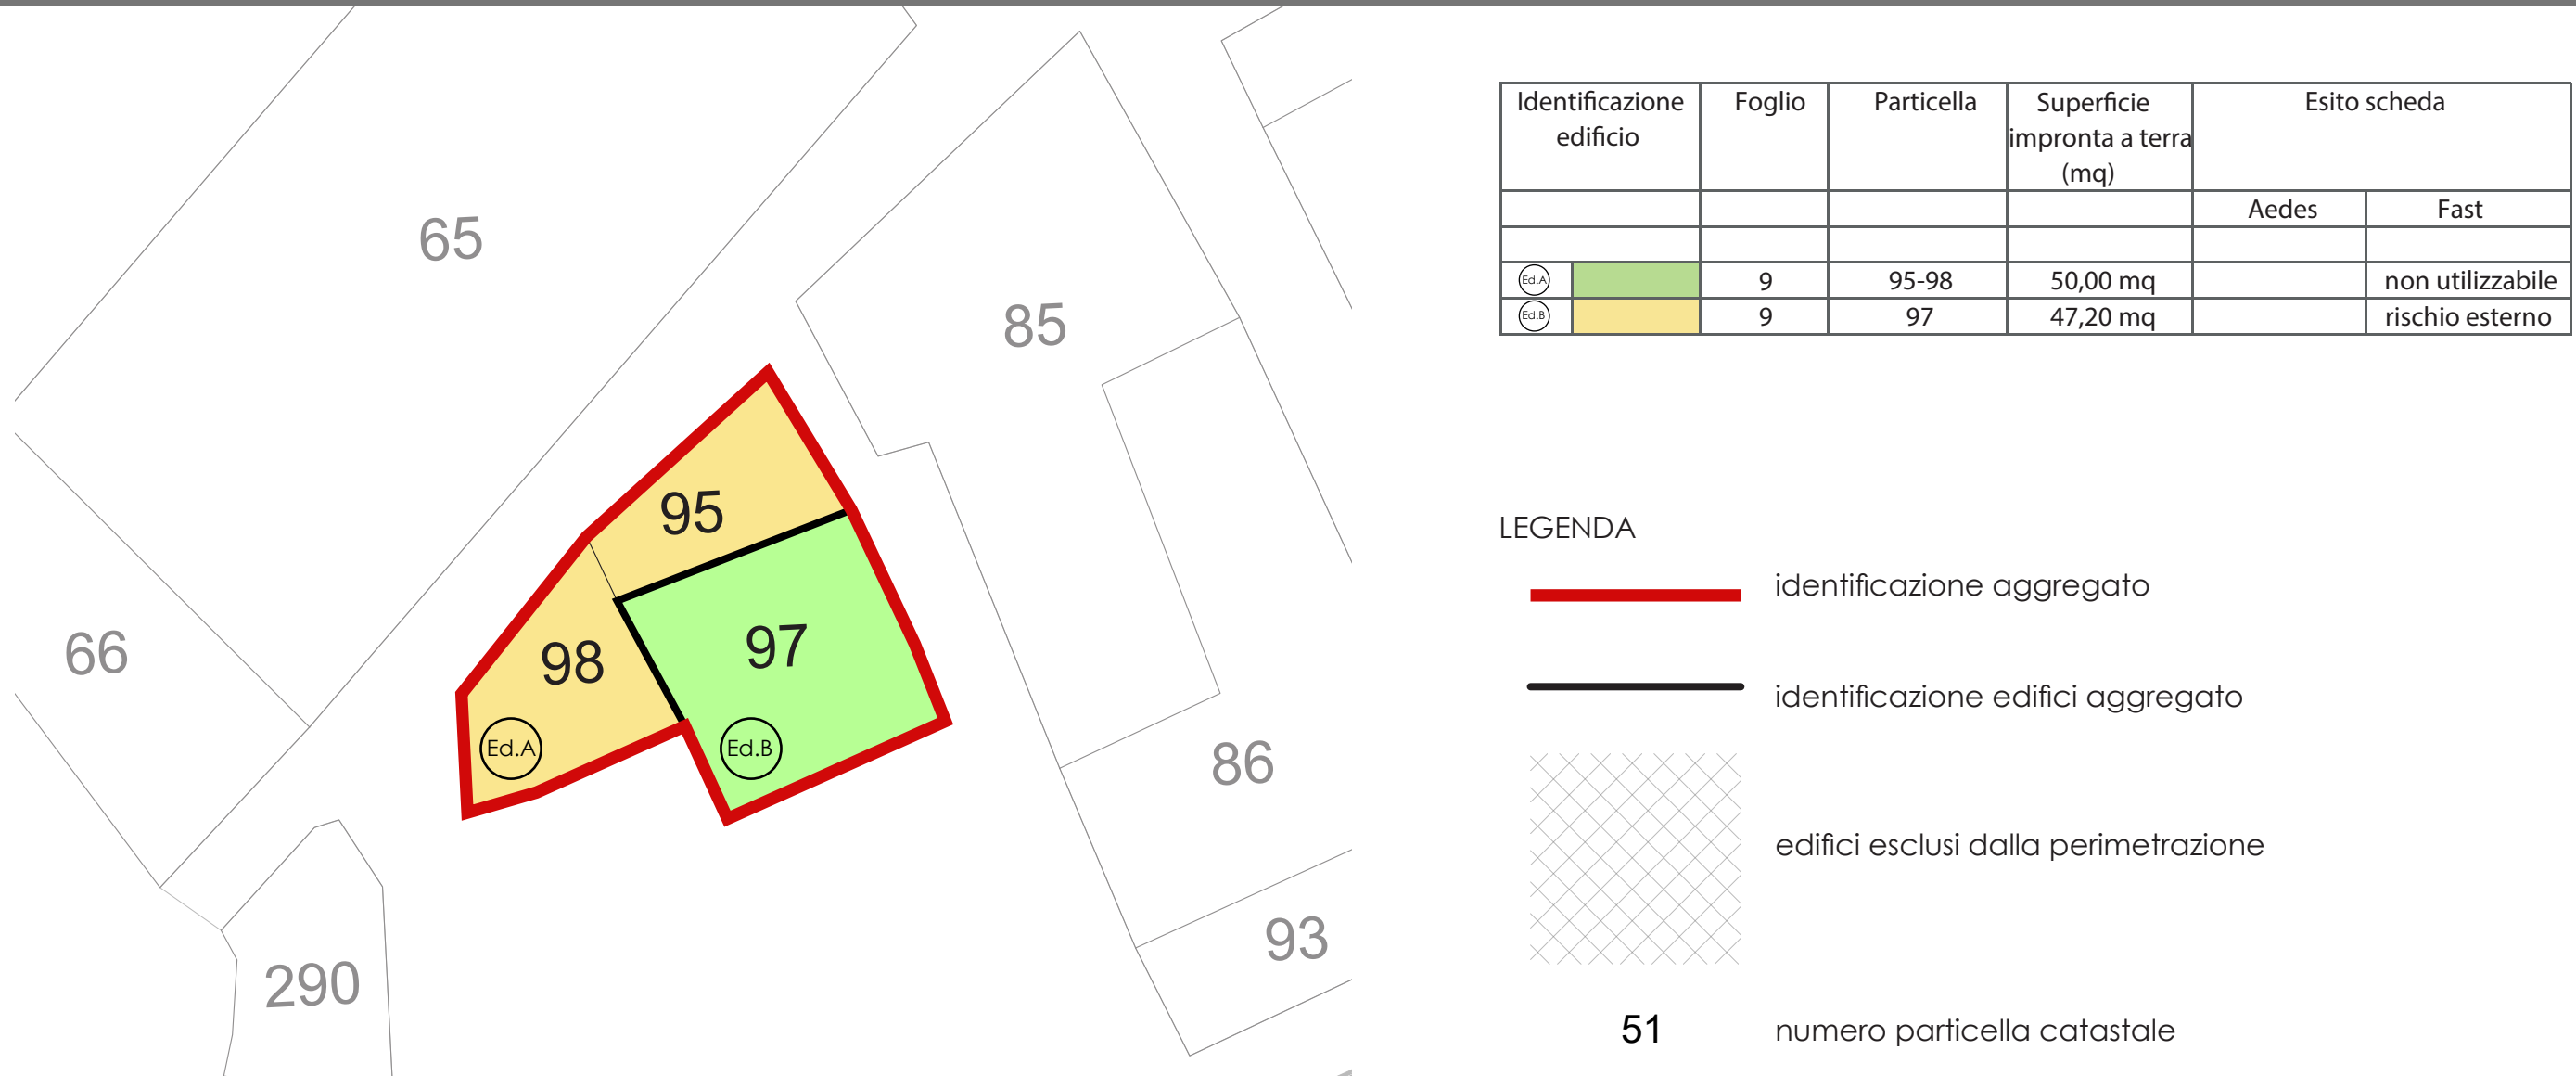 65
85
95
66
98
97
Ed.A
Ed.B
86
93
290
Identificazione edificio
Foglio
Particella
Superficie impronta a terra (mq)
Esito scheda
Aedes
Fast
Ed.A 9 95-98 50,00 mq non utilizzabile
Ed.B 9 97 47,20 mq rischio esterno
LEGENDA
identificazione aggregato
identificazione edifici aggregato
edifici esclusi dalla perimetrazione
51 numero particella catastale